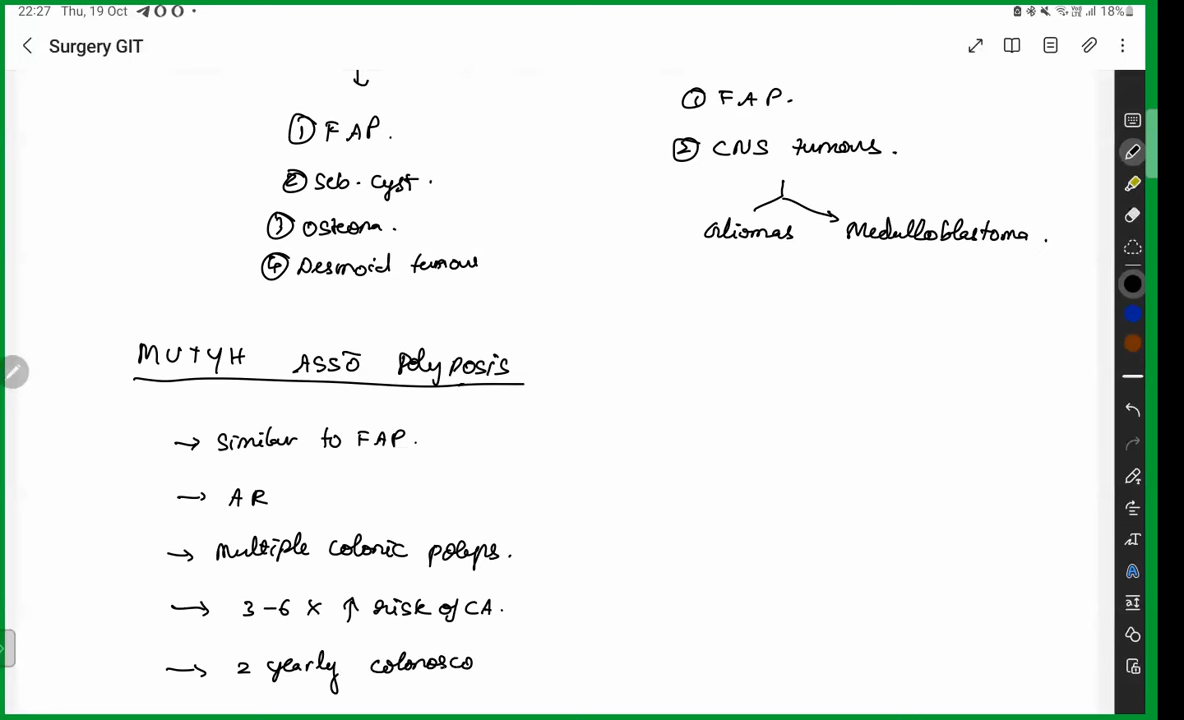 22:27 Thu, 19 Oct
18%
Surgery GIT
① FAP.
② Seb. Cyst.
③ Osteoma.
④ Desmoid tumour
① FAP.
② CNS tumours.
Gliomas Medulloblastoma.
MUTYH ASSO Polyposis
→ Similar to FAP.
→ AR
→ Multiple colonic polyps.
→ 3-6 x ↑ risk of CA.
→ 2 yearly colonosco